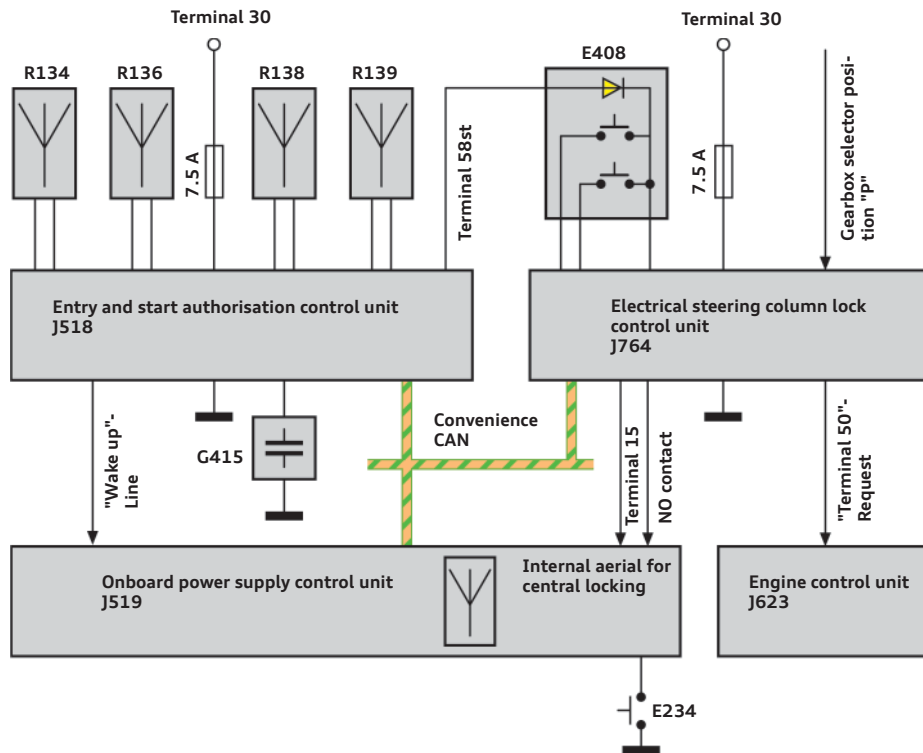 Terminal 30
Terminal 30
E408
R134
R136
R138
R139
7.5 A
Terminal 58st
7.5 A
Gearbox selector posi-
tion "P"
Entry and start authorisation control unit
J518
Electrical steering column lock
control unit
J764
"Wake up"-
Line
G415
Convenience
CAN
Terminal 15
NO contact
"Terminal 50"-
Request
Onboard power supply control unit
J519
Internal aerial for
central locking
Engine control unit
J623
E234